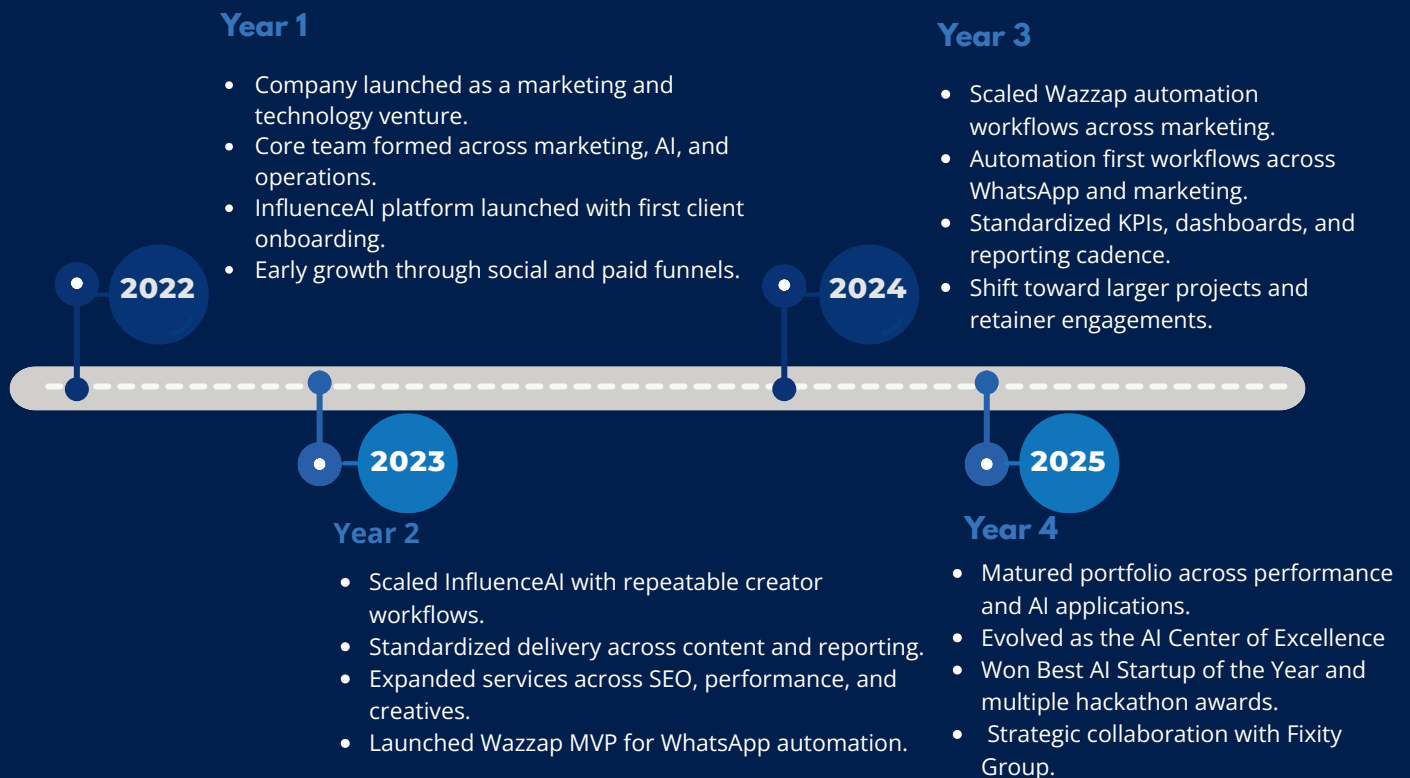 Year 1
• Company launched as a marketing and
technology venture.
• Core team formed across marketing, AI, and
operations.
• InfluenceAI platform launched with first client
onboarding.
• Early growth through social and paid funnels.
2022
Year 2
2023
• Scaled InfluenceAI with repeatable creator
workflows.
• Standardized delivery across content and reporting.
• Expanded services across SEO, performance, and
creatives.
• Launched Wazzap MVP for WhatsApp automation.
Year 3
• Scaled Wazzap automation
workflows across marketing.
• Automation first workflows across
WhatsApp and marketing.
• Standardized KPIs, dashboards, and
reporting cadence.
• Shift toward larger projects and
retainer engagements.
2024
2025
Year 4
• Matured portfolio across performance
and AI applications.
• Evolved as the AI Center of Excellence
• Won Best AI Startup of the Year and
multiple hackathon awards.
• Strategic collaboration with Fixity
Group.